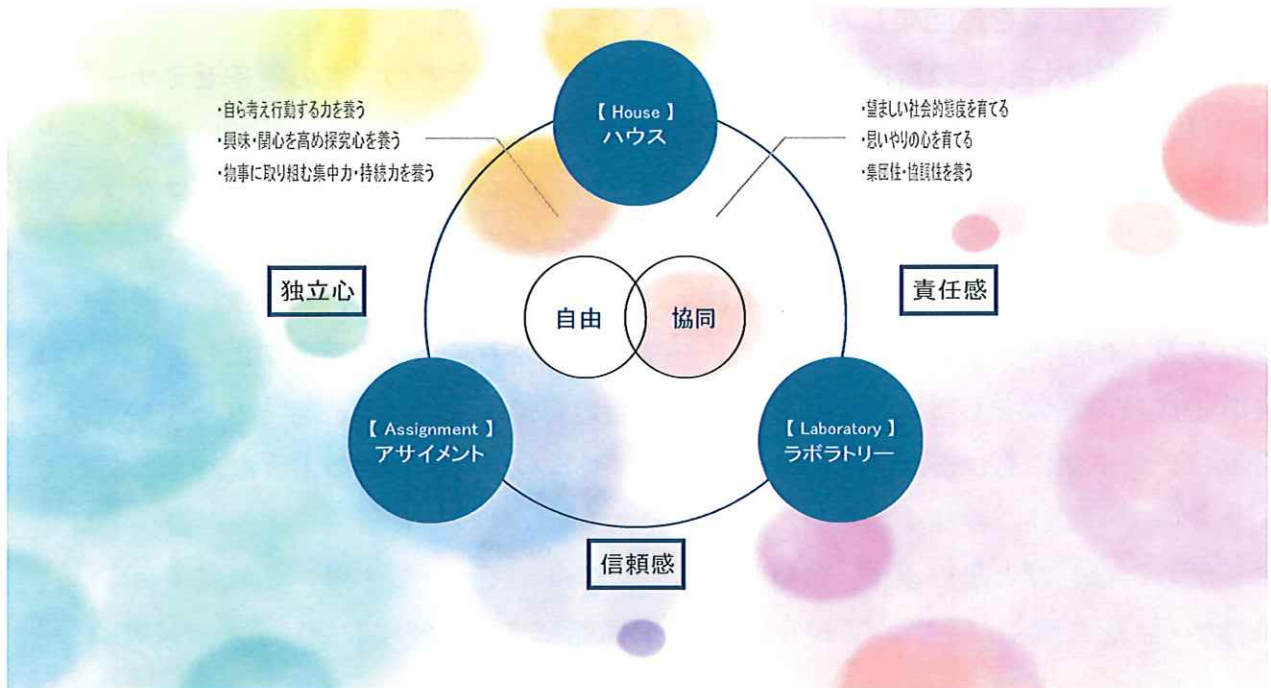 【 House 】
ハウス
・自ら考え行動する力を養う
・興味・関心を高め探究心を養う
・物事に取り組む集中力・持続力を養う
・望ましい社会的態度を育てる
・思いやりの心を育てる
・集団性・協調性を養う
独立心
責任感
自由
協同
【 Assignment 】
アサイメント
【 Laboratory 】
ラボラトリー
信頼感